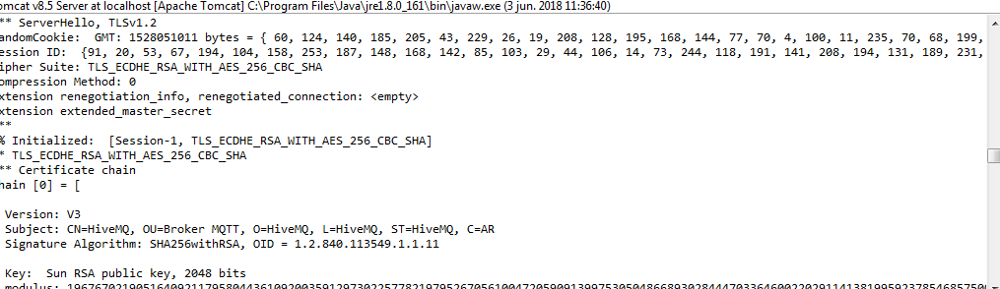 omcat v8.5 Server at localhost [Apache Tomcat] C:\Program Files\Java\jre1.8.0_161\bin\javaw.exe (3 jun. 2018 11:36:40)
** ServerHello, TLSv1.2
andomCookie:  GMT: 1528051011 bytes = { 60, 124, 140, 185, 205, 43, 229, 26, 19, 208, 128, 195, 168, 144, 77, 70, 4, 100, 11, 235, 70, 68, 199,
ession ID:  {91, 20, 53, 67, 194, 104, 158, 253, 187, 148, 168, 142, 85, 103, 29, 44, 106, 14, 73, 244, 118, 191, 141, 208, 194, 131, 189, 231,
ipher Suite: TLS_ECDHE_RSA_WITH_AES_256_CBC_SHA
ompression Method: 0
xtension renegotiation_info, renegotiated_connection: <empty>
xtension extended_master_secret
**
% Initialized:  [Session-1, TLS_ECDHE_RSA_WITH_AES_256_CBC_SHA]
* TLS_ECDHE_RSA_WITH_AES_256_CBC_SHA
** Certificate chain
hain [0] = [
Version: V3
Subject: CN=HiveMQ, OU=Broker MQTT, O=HiveMQ, L=HiveMQ, ST=HiveMQ, C=AR
Signature Algorithm: SHA256withRSA, OID = 1.2.840.113549.1.1.11
Key:  Sun RSA public key, 2048 bits
modulus: